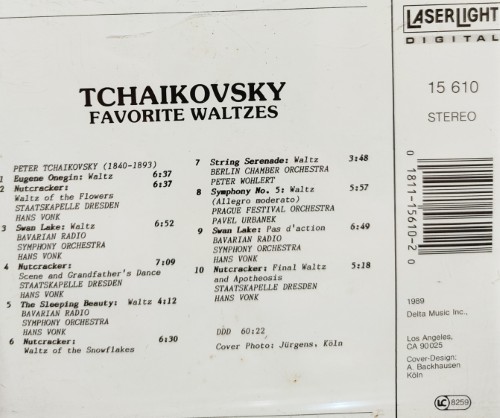 TCHAIKOVSKY
FAVORITE WALTZES
PETER TCHAIKOVSKY (1840-1893)
1 Eugene Onegin: Waltz 6:37
2 Nutcracker: 6:37
Waltz of the Flowers
STAATSKAPELLE DRESDEN
HANS VONK
3 Swan Lake: Waltz 6:52
BAVARIAN RADIO
SYMPHONY ORCHESTRA
HANS VONK
4 Nutcracker: 7:09
Scene and Grandfather's Dance
STAATSKAPELLE DRESDEN
HANS VONK
5 The Sleeping Beauty: Waltz 4:12
BAVARIAN RADIO
SYMPHONY ORCHESTRA
HANS VONK
6 Nutcracker: 6:30
Waltz of the Snowflakes
7 String Serenade: Waltz 3:48
BERLIN CHAMBER ORCHESTRA
PETER WOHLERT
8 Symphony No. 5: Waltz 5:57
(Allegro moderato)
PRAGUE FESTIVAL ORCHESTRA
PAVEL URBANEK
9 Swan Lake: Pas d'action 6:49
BAVARIAN RADIO
SYMPHONY ORCHESTRA
HANS VONK
10 Nutcracker: Final Waltz 5:18
and Apotheosis
STAATSKAPELLE DRESDEN
HANS VONK
DDD 60:22
Cover Photo: Jürgens, Köln
LASERLIGHT
DIGITAL
15 610
STEREO
0 1811-15610-2 0
1989
Delta Music Inc.,
Los Angeles,
CA 90025
Cover-Design:
A. Backhausen
Köln
LC 8259